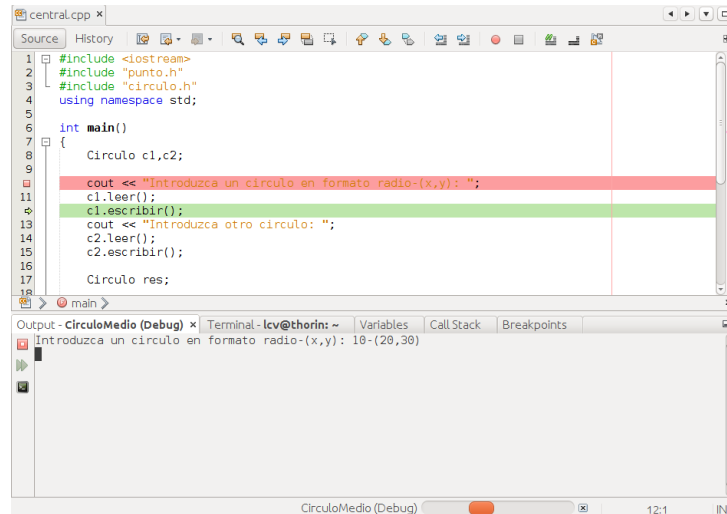 central.cpp ×
Source History
1 #include <iostream>
2 #include "punto.h"
3 #include "circulo.h"
4 using namespace std;
5
6 int main()
7 {
8 Circulo c1,c2;
9
cout << "Introduzca un circulo en formato radio-(x,y): ";
11 c1.leer();
c1.escribir();
13 cout << "Introduzca otro circulo: ";
14 c2.leer();
15 c2.escribir();
16
17 Circulo res;
18
main
Output - CirculoMedio (Debug) × Terminal - lcv@thorin: ~ Variables Call Stack Breakpoints
Introduzca un circulo en formato radio-(x,y): 10-(20,30)
CirculoMedio (Debug) 12:1 IN